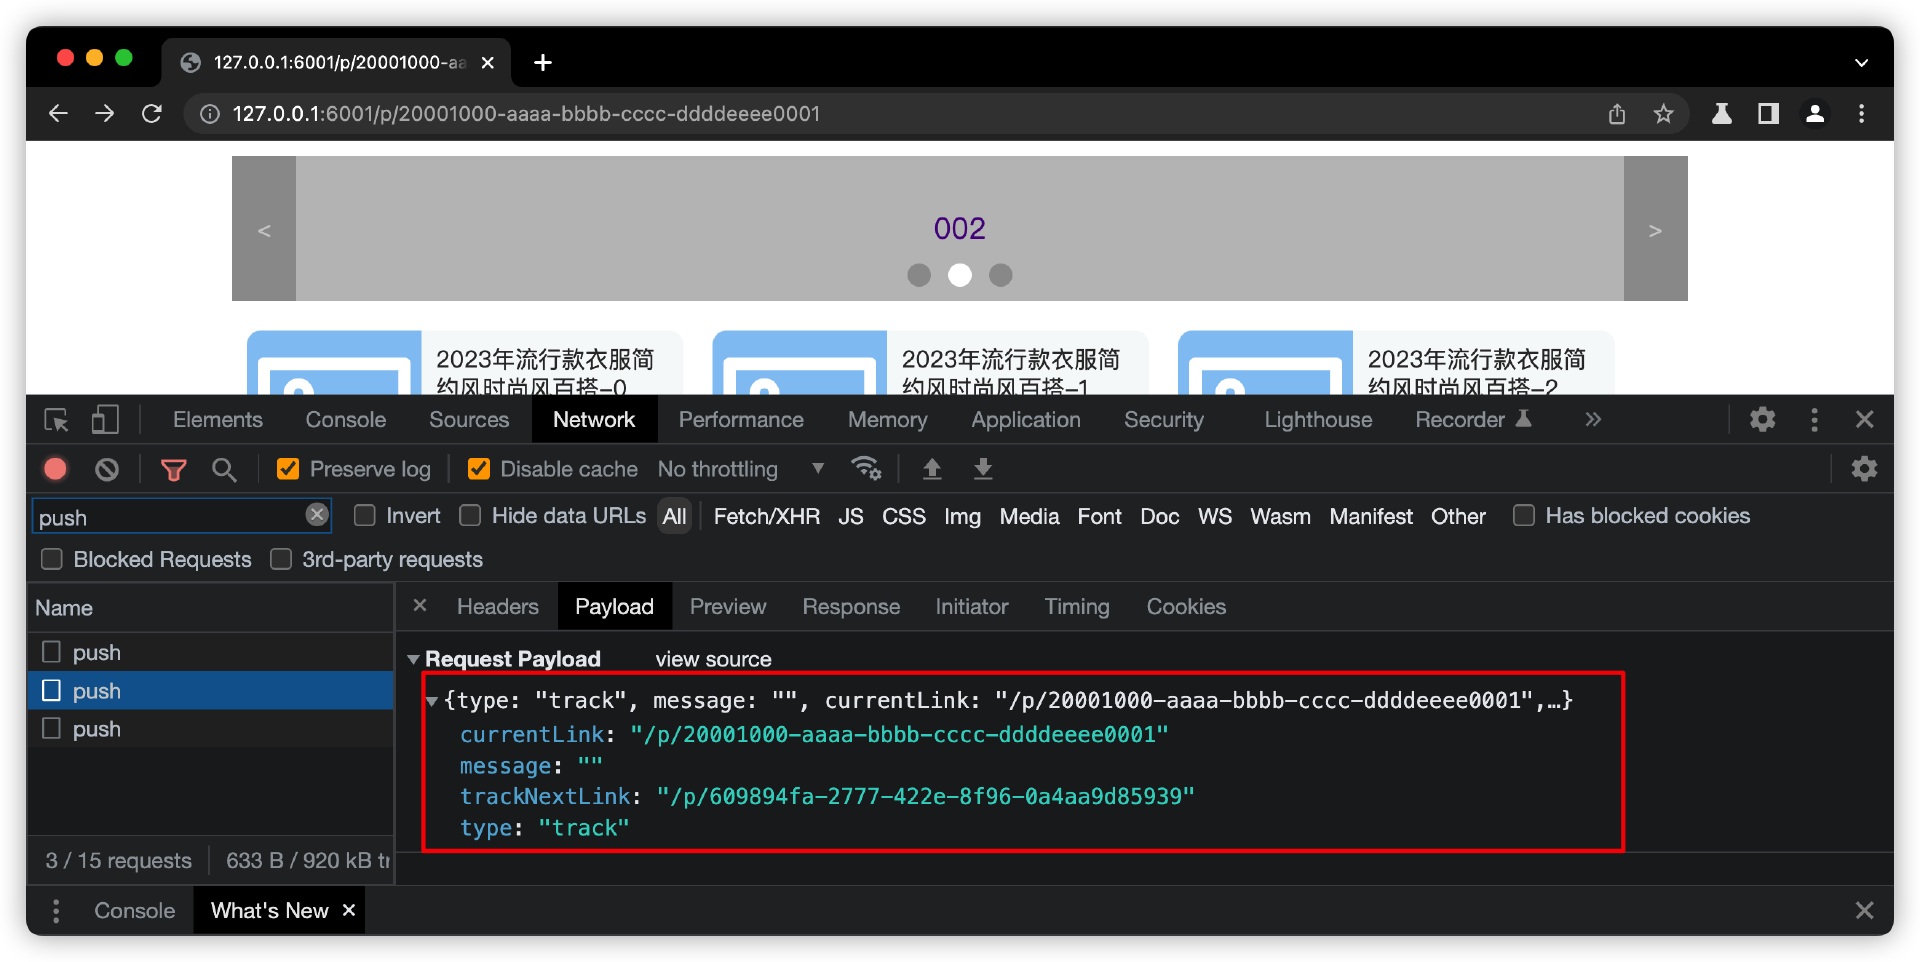 127.0.0.1:6001/p/20001000-aa
127.0.0.1:6001/p/20001000-aaaa-bbbb-cccc-ddddeeee0001
<
002
>
2023年流行款衣服简
约风时尚风百搭-0
2023年流行款衣服简
约风时尚风百搭-1
2023年流行款衣服简
约风时尚风百搭-2
Elements Console Sources Network Performance Memory Application Security Lighthouse Recorder
Preserve log Disable cache No throttling
push Invert Hide data URLs All Fetch/XHR JS CSS Img Media Font Doc WS Wasm Manifest Other Has blocked cookies
Blocked Requests 3rd-party requests
Name
push
push
push
3 / 15 requests 633 B / 920 kB tr
Headers Payload Preview Response Initiator Timing Cookies
Request Payload view source
{type: "track", message: "", currentLink: "/p/20001000-aaaa-bbbb-cccc-ddddeeee0001",…}
currentLink: "/p/20001000-aaaa-bbbb-cccc-ddddeeee0001"
message: ""
trackNextLink: "/p/609894fa-2777-422e-8f96-0a4aa9d85939"
type: "track"
Console What's New